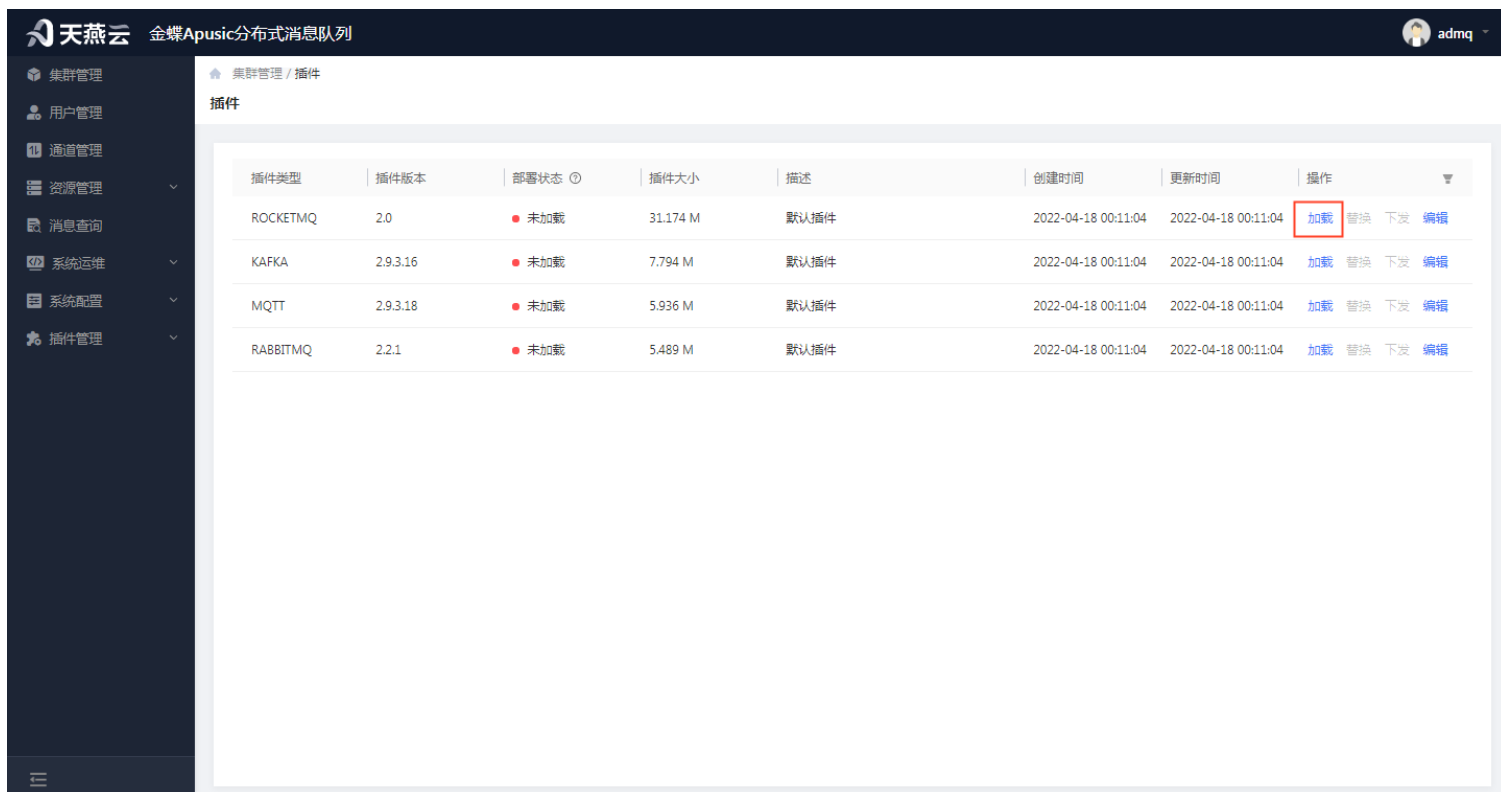 天燕云 金蝶Apusic分布式消息队列 admq
集群管理
用户管理
通道管理
资源管理
消息查询
系统运维
系统配置
插件管理
集群管理 / 插件
插件
插件类型 插件版本 部署状态 插件大小 描述 创建时间 更新时间 操作
ROCKETMQ 2.0 未加载 31.174 M 默认插件 2022-04-18 00:11:04 2022-04-18 00:11:04 加载 替换 下发 编辑
KAFKA 2.9.3.16 未加载 7.794 M 默认插件 2022-04-18 00:11:04 2022-04-18 00:11:04 加载 替换 下发 编辑
MQTT 2.9.3.18 未加载 5.936 M 默认插件 2022-04-18 00:11:04 2022-04-18 00:11:04 加载 替换 下发 编辑
RABBITMQ 2.2.1 未加载 5.489 M 默认插件 2022-04-18 00:11:04 2022-04-18 00:11:04 加载 替换 下发 编辑